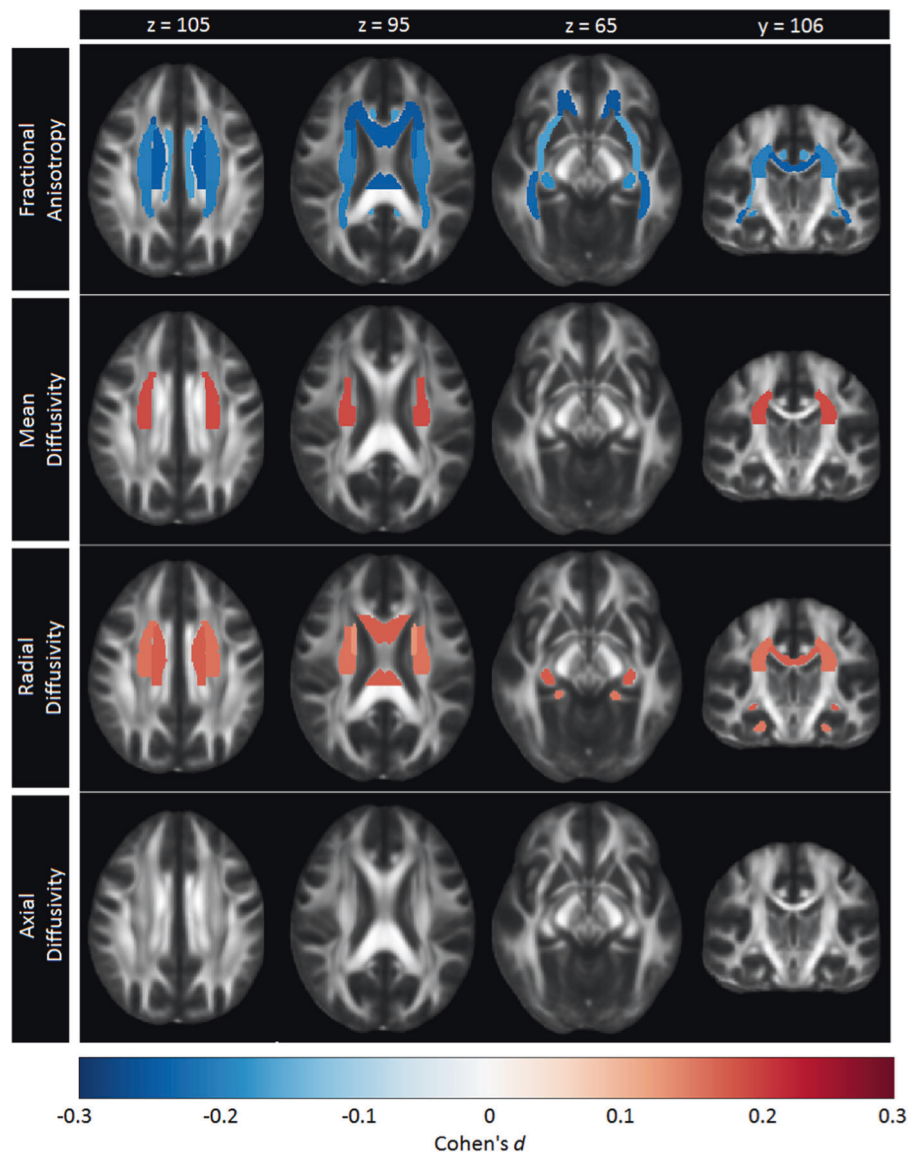 z = 105
z = 95
z = 65
y = 106
Fractional
Anisotropy
Mean
Diffusivity
Radial
Diffusivity
Axial
Diffusivity
-0.3
-0.2
-0.1
0
0.1
0.2
0.3
Cohen's d